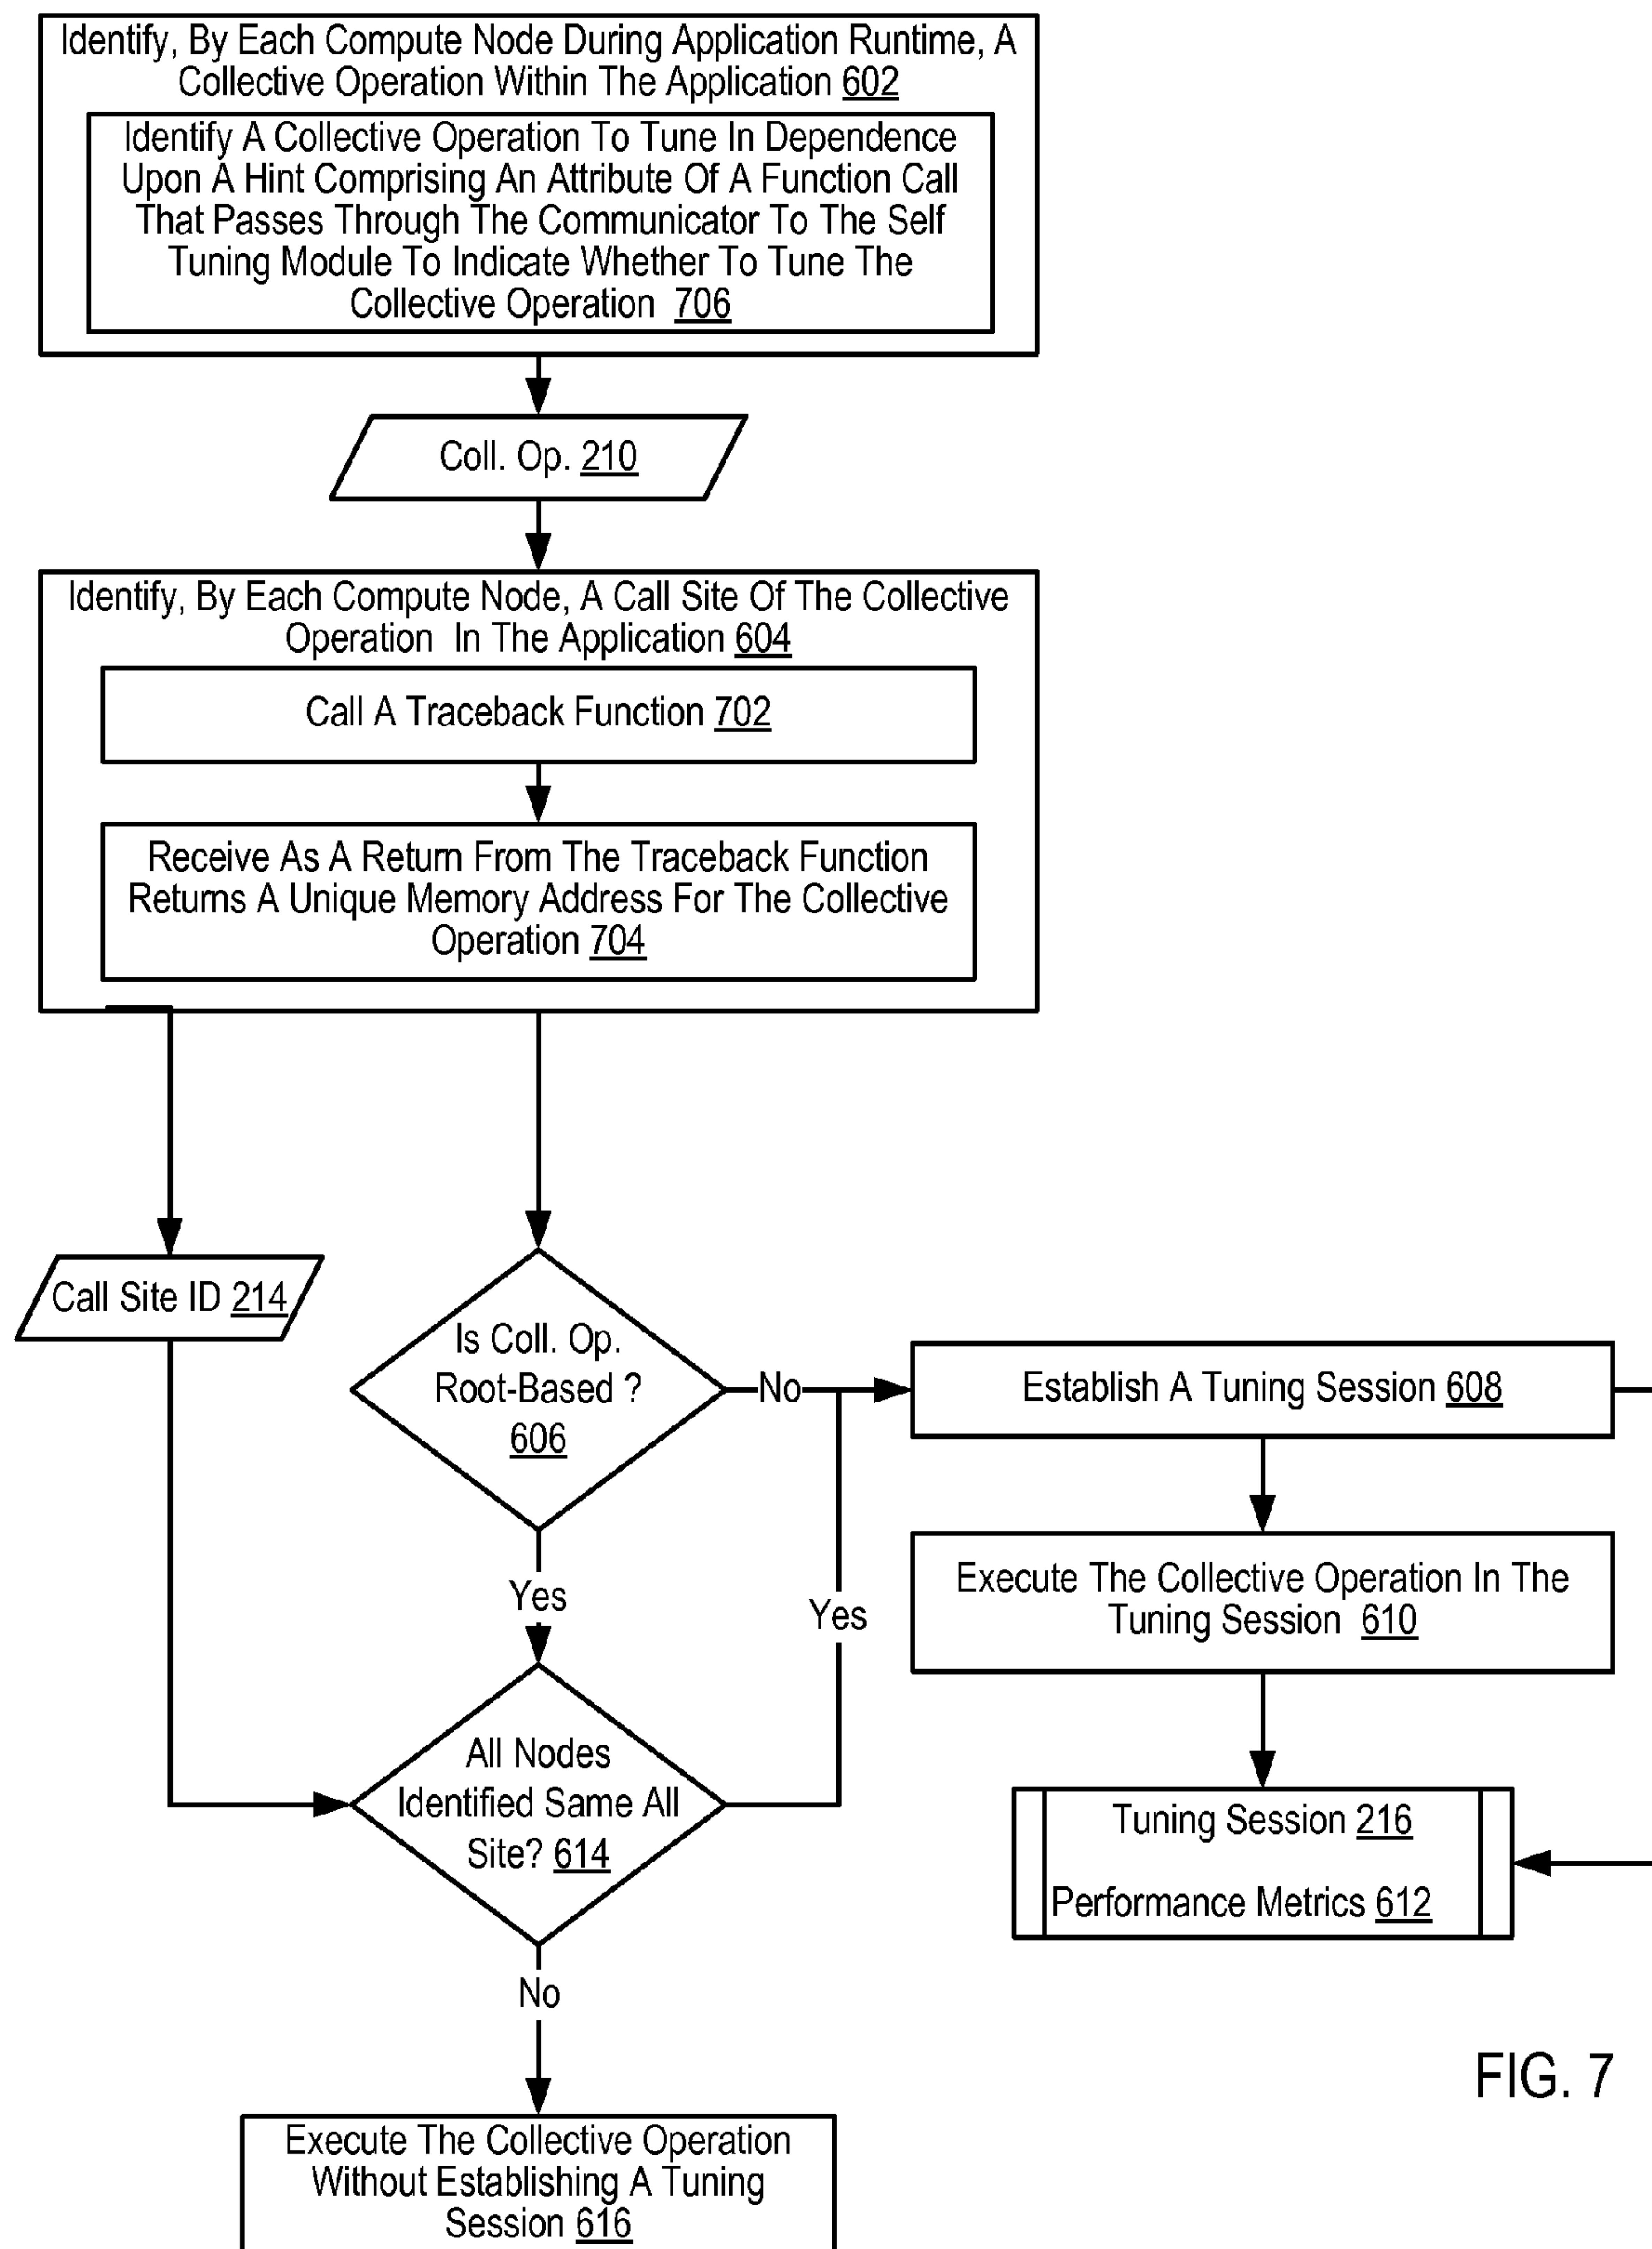 Identify, By Each Compute Node During Application Runtime, A
Collective Operation Within The Application 602
Identify A Collective Operation To Tune In Dependence
Upon A Hint Comprising An Attribute Of A Function Call
That Passes Through The Communicator To The Self
Tuning Module To Indicate Whether To Tune The
Collective Operation 706
Coll. Op. 210
Identify, By Each Compute Node, A Call Site Of The Collective
Operation In The Application 604
Call A Traceback Function 702
Receive As A Return From The Traceback Function
Returns A Unique Memory Address For The Collective
Operation 704
Call Site ID 214
Is Coll. Op.
Root-Based ?
606
No
Establish A Tuning Session 608
Execute The Collective Operation In The
Tuning Session 610
Yes
Yes
All Nodes
Identified Same All
Site? 614
Tuning Session 216
Performance Metrics 612
No
FIG. 7
Execute The Collective Operation
Without Establishing A Tuning
Session 616